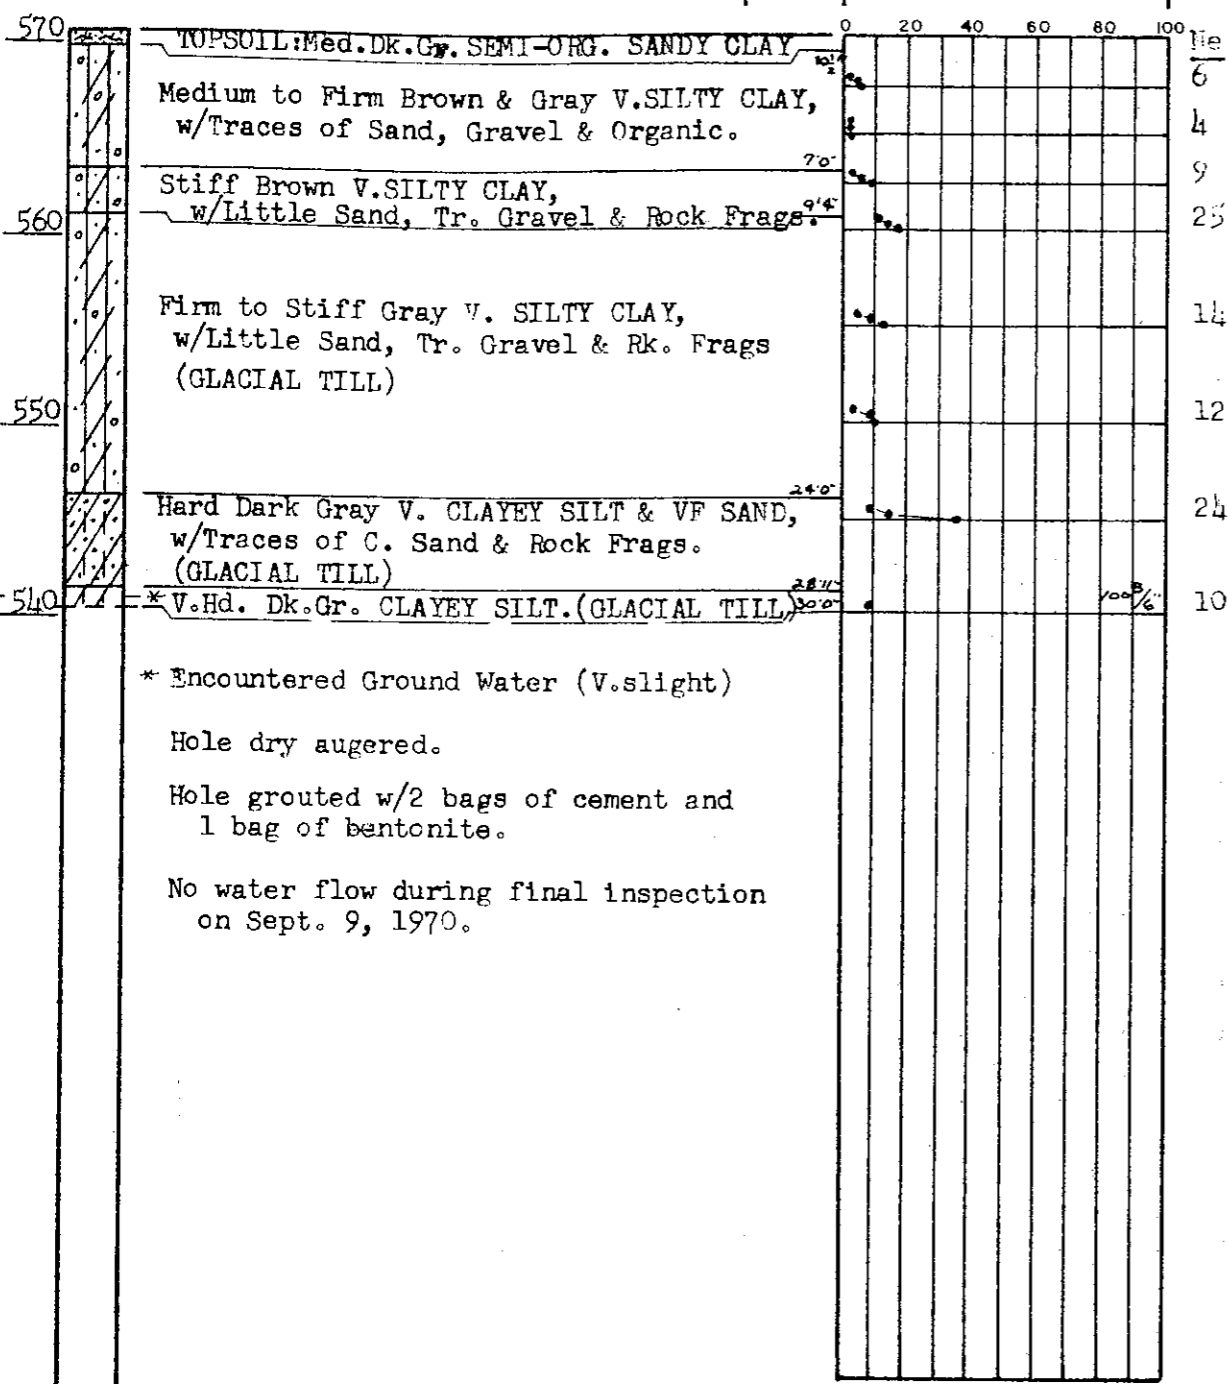 570
0 20 40 60 80 100
TOPSOIL:Med.Dk.Gr. SEMI-ORG. SANDY CLAY
6
Medium to Firm Brown & Gray V.SILTY CLAY,
w/Traces of Sand, Gravel & Organic.
4
7'0"
9
Stiff Brown V.SILTY CLAY,
w/Little Sand, Tr. Gravel & Rock Frags.
9'4"
560
25
Firm to Stiff Gray V. SILTY CLAY,
w/Little Sand, Tr. Gravel & Rk. Frags
(GLACIAL TILL)
14
550
12
24'0"
Hard Dark Gray V. CLAYEY SILT & VF SAND,
w/Traces of C. Sand & Rock Frags.
(GLACIAL TILL)
24
28'11"
540
* V.Hd. Dk.Gr. CLAYEY SILT.(GLACIAL TILL)
30'0"
100B/6"
10
* Encountered Ground Water (V.slight)
Hole dry augered.
Hole grouted w/2 bags of cement and
1 bag of bentonite.
No water flow during final inspection
on Sept. 9, 1970.